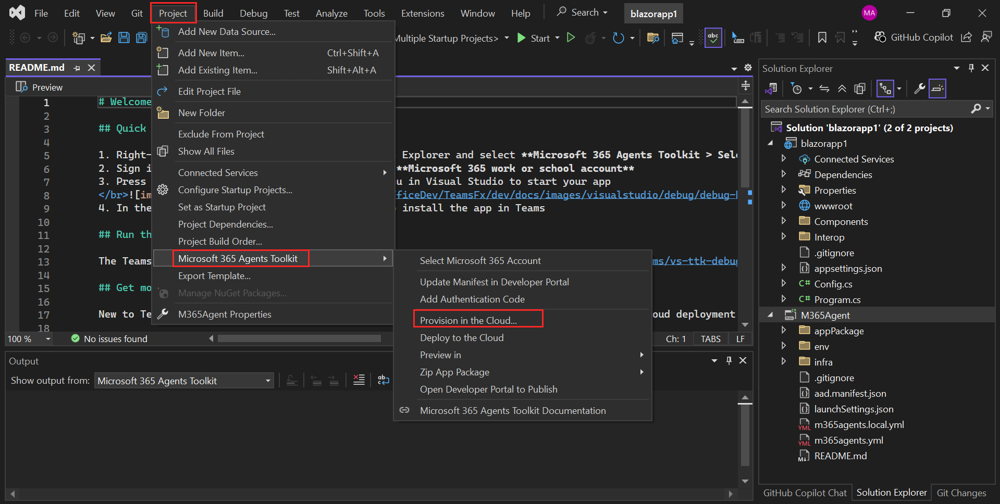 File Edit View Git Project Build Debug Test Analyze Tools Extensions Window Help Search blazorapp1 MA
Multiple Startup Projects> Start GitHub Copilot
README.md
Preview
1 # Welcome
2
3 ## Quick
4
5 1. Right- Explorer and select **Microsoft 365 Agents Toolkit > Sele
6 2. Sign i **Microsoft 365 work or school account**
7 3. Press u in Visual Studio to start your app
8 </br>![im ficeDev/TeamsFx/dev/docs/images/visualstudio/debug/debug-b
9 4. In the install the app in Teams
10
11 ## Run th
12
13 The Teams ms/vs-ttk-debug
14
15 ## Get mo
16
17 New to Te oud deployment
18
100 % No issues found Ch: 1 TABS LF
Add New Data Source...
Add New Item... Ctrl+Shift+A
Add Existing Item... Shift+Alt+A
Edit Project File
New Folder
Exclude From Project
Show All Files
Connected Services
Configure Startup Projects...
Set as Startup Project
Project Dependencies...
Project Build Order...
Microsoft 365 Agents Toolkit
Export Template...
Manage NuGet Packages...
M365Agent Properties
Select Microsoft 365 Account
Update Manifest in Developer Portal
Add Authentication Code
Provision in the Cloud...
Deploy to the Cloud
Preview in
Zip App Package
Open Developer Portal to Publish
Microsoft 365 Agents Toolkit Documentation
Output
Show output from: Microsoft 365 Agents Toolkit
Solution Explorer
Search Solution Explorer (Ctrl+;)
Solution 'blazorapp1' (2 of 2 projects)
blazorapp1
Connected Services
Dependencies
Properties
wwwroot
Components
Interop
.gitignore
appsettings.json
C# Config.cs
C# Program.cs
M365Agent
appPackage
env
infra
.gitignore
aad.manifest.json
launchSettings.json
YML m365agents.local.yml
YML m365agents.yml
README.md
GitHub Copilot Chat Solution Explorer Git Changes